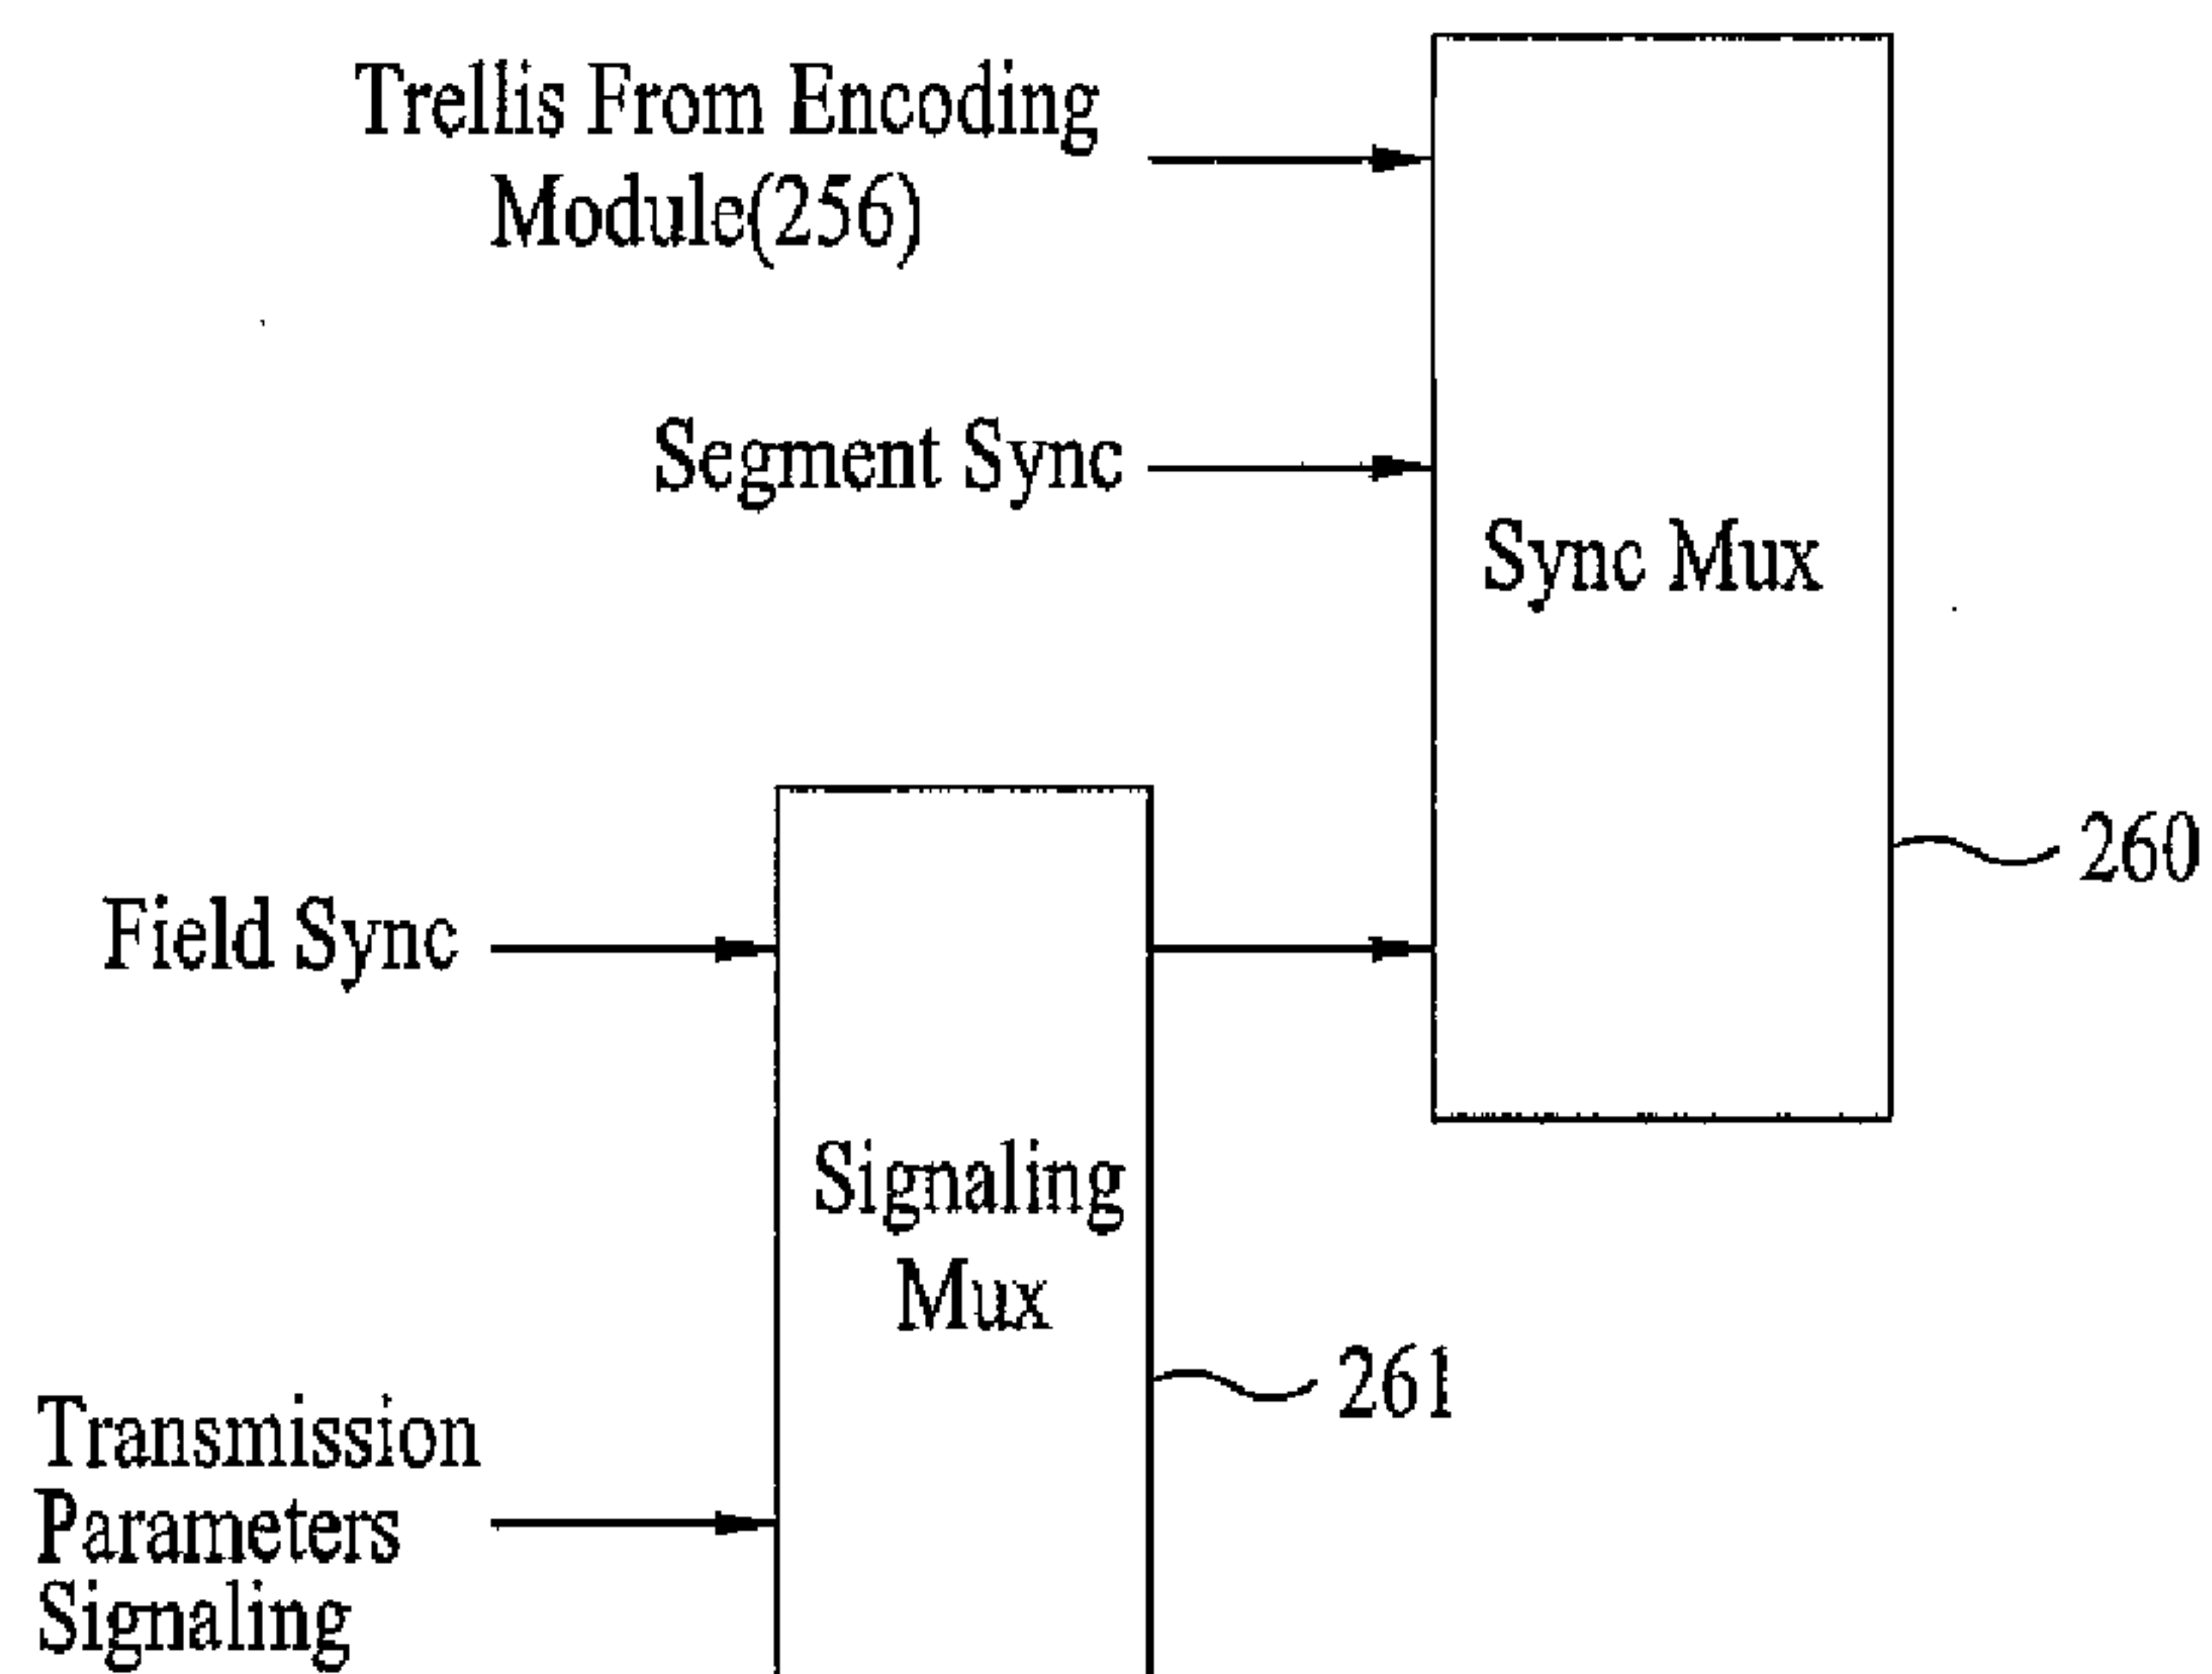 Trellis From Encoding
Module(256)
Segment Sync
Sync Mux
260
Field Sync
Signaling
Mux
261
Transmission
Parameters
Signaling